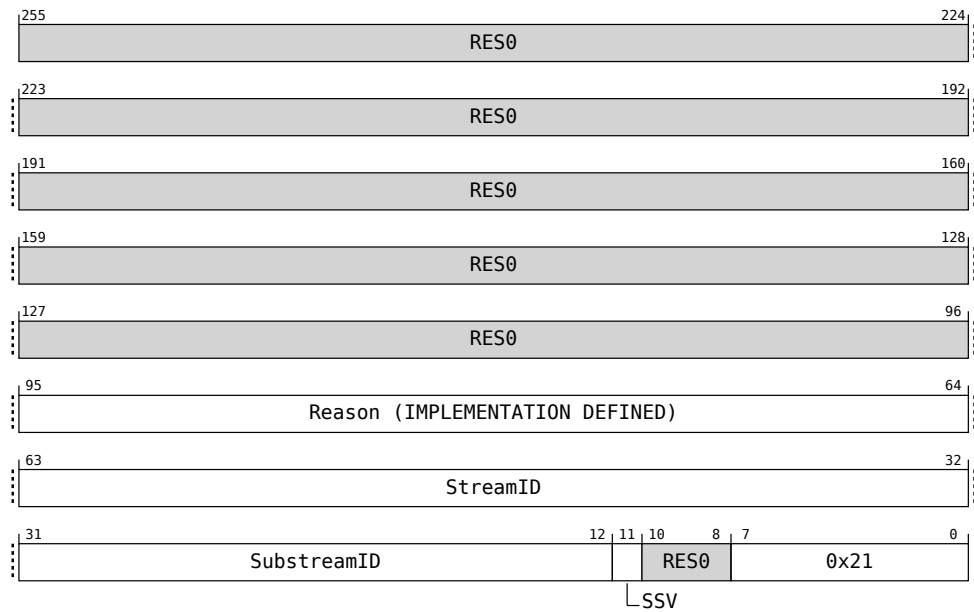 255 224
RES0
223 192
RES0
191 160
RES0
159 128
RES0
127 96
RES0
95 64
Reason (IMPLEMENTATION DEFINED)
63 32
StreamID
31 12 11 10 8 7 0
SubstreamID RES0 0x21
SSV